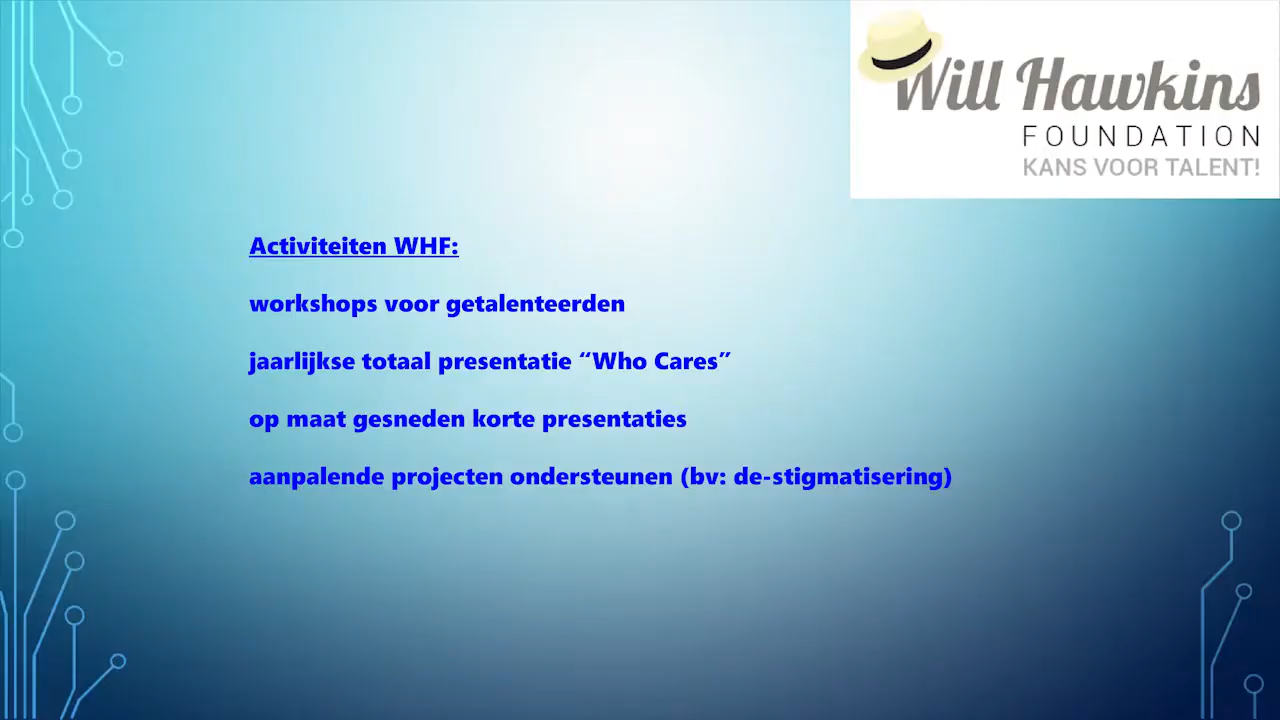 Will Hawkins
FOUNDATION
KANS VOOR TALENT!
Activiteiten WHF:
workshops voor getalenteerden
jaarlijkse totaal presentatie “Who Cares”
op maat gesneden korte presentaties
aanpalende projecten ondersteunen (bv: de-stigmatisering)